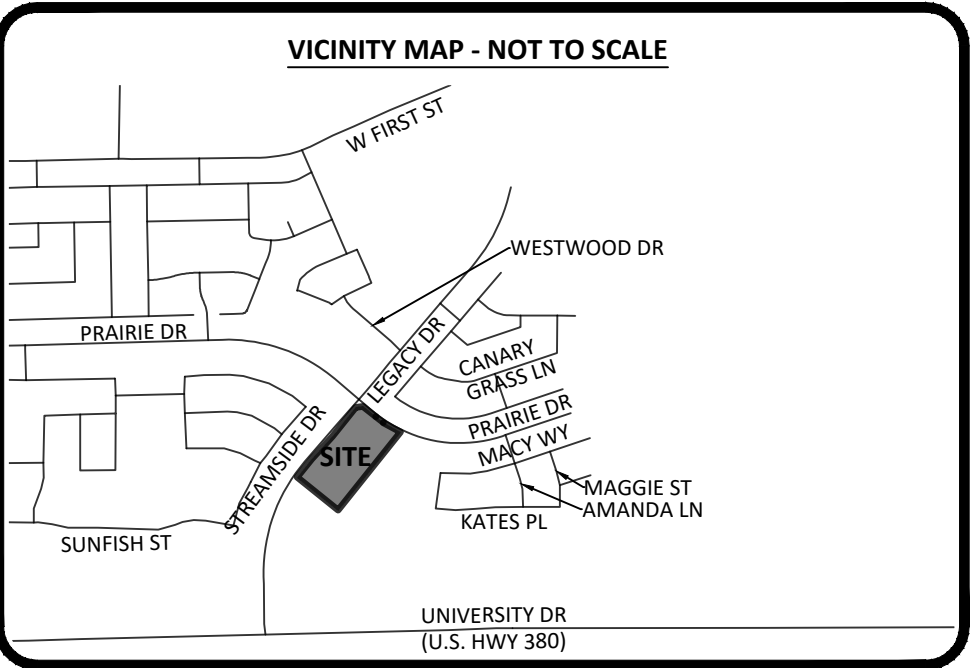 VICINITY MAP - NOT TO SCALE
W FIRST ST
WESTWOOD DR
PRAIRIE DR
LEGACY DR
CANARY
GRASS LN
PRAIRIE DR
MACY WY
STREAMSIDE DR
SITE
MAGGIE ST
AMANDA LN
KATES PL
SUNFISH ST
UNIVERSITY DR
(U.S. HWY 380)